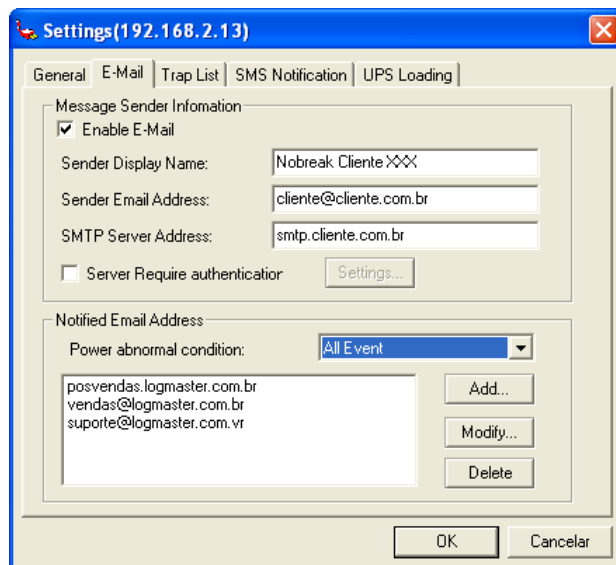 Settings(192.168.2.13)
General E-Mail Trap List SMS Notification UPS Loading
Message Sender Infomation
Enable E-Mail
Sender Display Name: Nobreak Cliente XXX
Sender Email Address: cliente@cliente.com.br
SMTP Server Address: smtp.cliente.com.br
Server Require authenticatior Settings...
Notified Email Address
Power abnormal condition: All Event
posvendas.logmaster.com.br
vendas@logmaster.com.br
suporte@logmaster.com.vr
Add...
Modify...
Delete
OK Cancelar